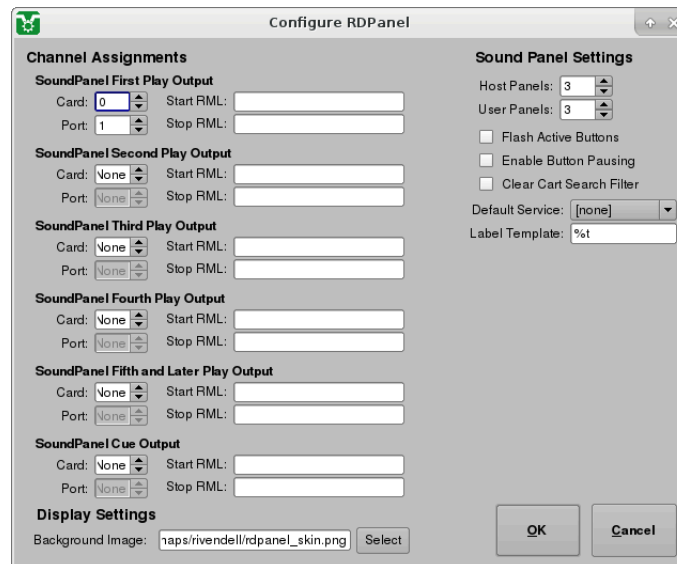 Configure RDPanel
Channel Assignments
SoundPanel First Play Output
Card: 0 Start RML:
Port: 1 Stop RML:
SoundPanel Second Play Output
Card: None Start RML:
Port: None Stop RML:
SoundPanel Third Play Output
Card: None Start RML:
Port: None Stop RML:
SoundPanel Fourth Play Output
Card: None Start RML:
Port: None Stop RML:
SoundPanel Fifth and Later Play Output
Card: None Start RML:
Port: None Stop RML:
SoundPanel Cue Output
Card: None Start RML:
Port: None Stop RML:
Display Settings
Background Image: naps/rivendell/rdpanel_skin.png Select
Sound Panel Settings
Host Panels: 3
User Panels: 3
Flash Active Buttons
Enable Button Pausing
Clear Cart Search Filter
Default Service: [none]
Label Template: %t
OK Cancel